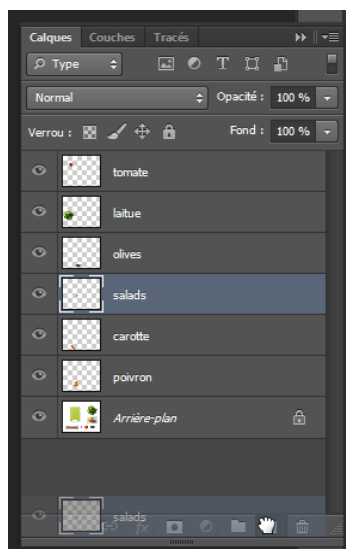 Calques Couches Tracés
Type
Normal Opacité : 100 %
Verrou : Fond : 100 %
tomate
laitue
olives
salads
carotte
poivron
Arrière-plan
salads
fx